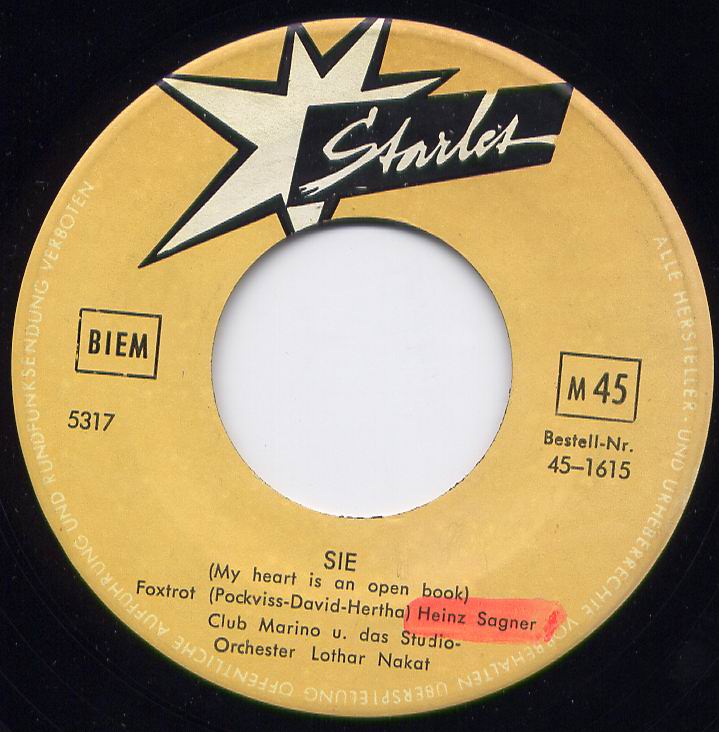 Starlet
BIEM
5317
M 45
Bestell-Nr.
45-1615
SIE
(My heart is an open book)
Foxtrot (Pockviss-David-Hertha) Heinz Sagner
Club Marino u. das Studio-
Orchester Lothar Nakat
ALLE HERSTELLER- UND URHEBERRECHTE VORBEHALTEN ÜBERSPIELUNG ÖFFENTLICHE AUFFÜHRUNG UND RUNDFUNKSENDUNG VERBOTEN